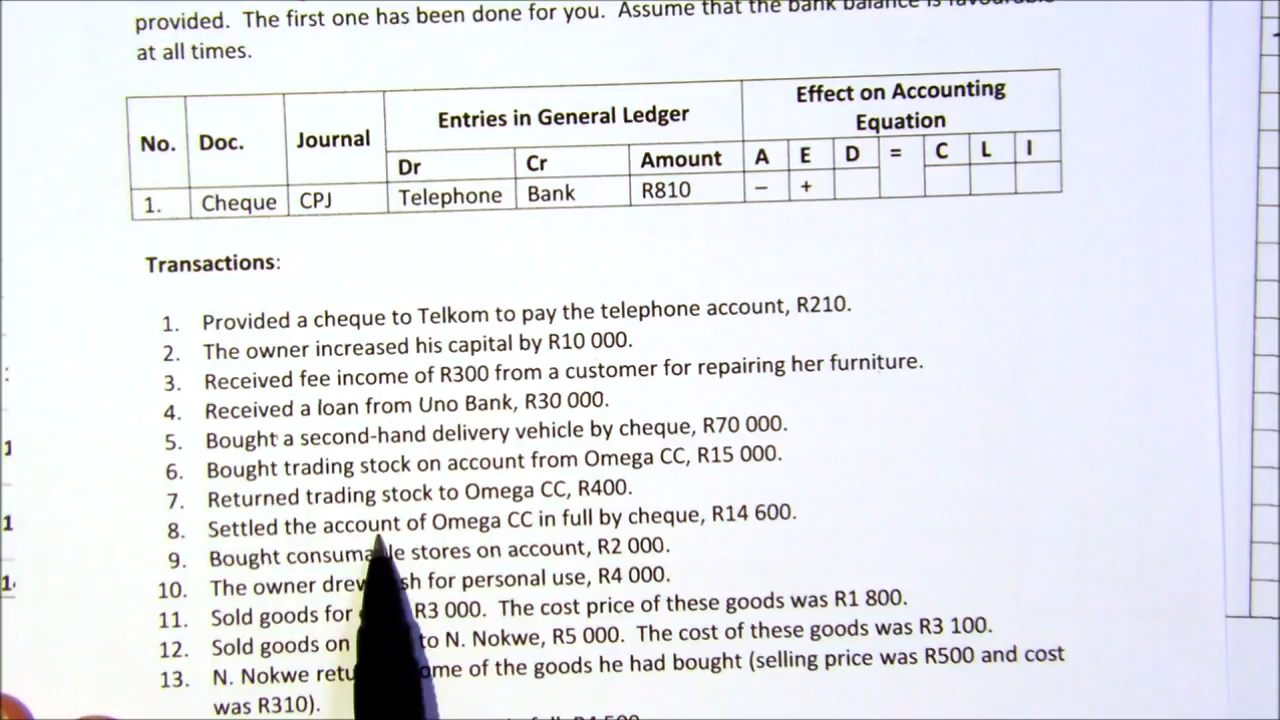 provided. The first one has been done for you. Assume that the bank balance is favourable
at all times.
No. Doc. Journal Entries in General Ledger Effect on Accounting Equation
Dr Cr Amount A E D = C L I
1. Cheque CPJ Telephone Bank R810 – +
Transactions:
1. Provided a cheque to Telkom to pay the telephone account, R210.
2. The owner increased his capital by R10 000.
3. Received fee income of R300 from a customer for repairing her furniture.
4. Received a loan from Uno Bank, R30 000.
5. Bought a second-hand delivery vehicle by cheque, R70 000.
6. Bought trading stock on account from Omega CC, R15 000.
7. Returned trading stock to Omega CC, R400.
8. Settled the account of Omega CC in full by cheque, R14 600.
9. Bought consumable stores on account, R2 000.
10. The owner drew for personal use, R4 000.
11. Sold goods for R3 000. The cost price of these goods was R1 800.
12. Sold goods on to N. Nokwe, R5 000. The cost of these goods was R3 100.
13. N. Nokwe of the goods he had bought (selling price was R500 and cost
was R310).